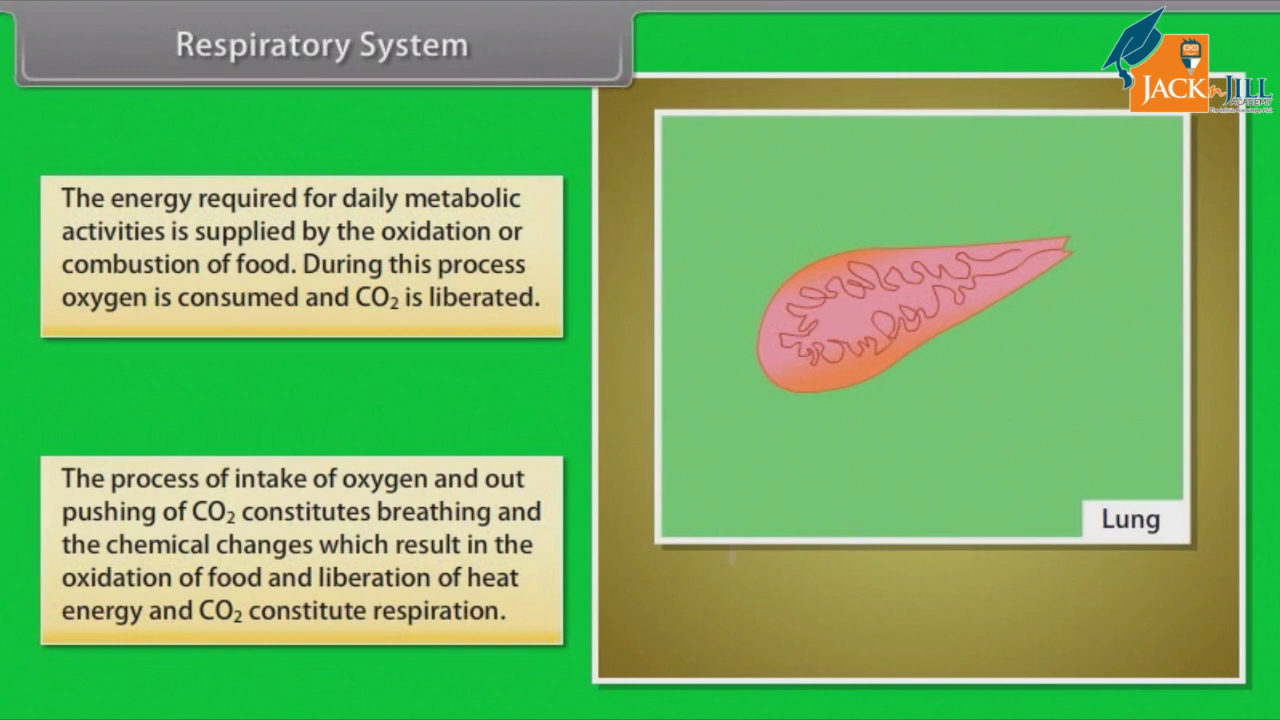 Respiratory System
JACK n JILL
ACADEMY
The energy required for daily metabolic
activities is supplied by the oxidation or
combustion of food. During this process
oxygen is consumed and CO₂ is liberated.
The process of intake of oxygen and out
pushing of CO₂ constitutes breathing and
the chemical changes which result in the
oxidation of food and liberation of heat
energy and CO₂ constitute respiration.
Lung